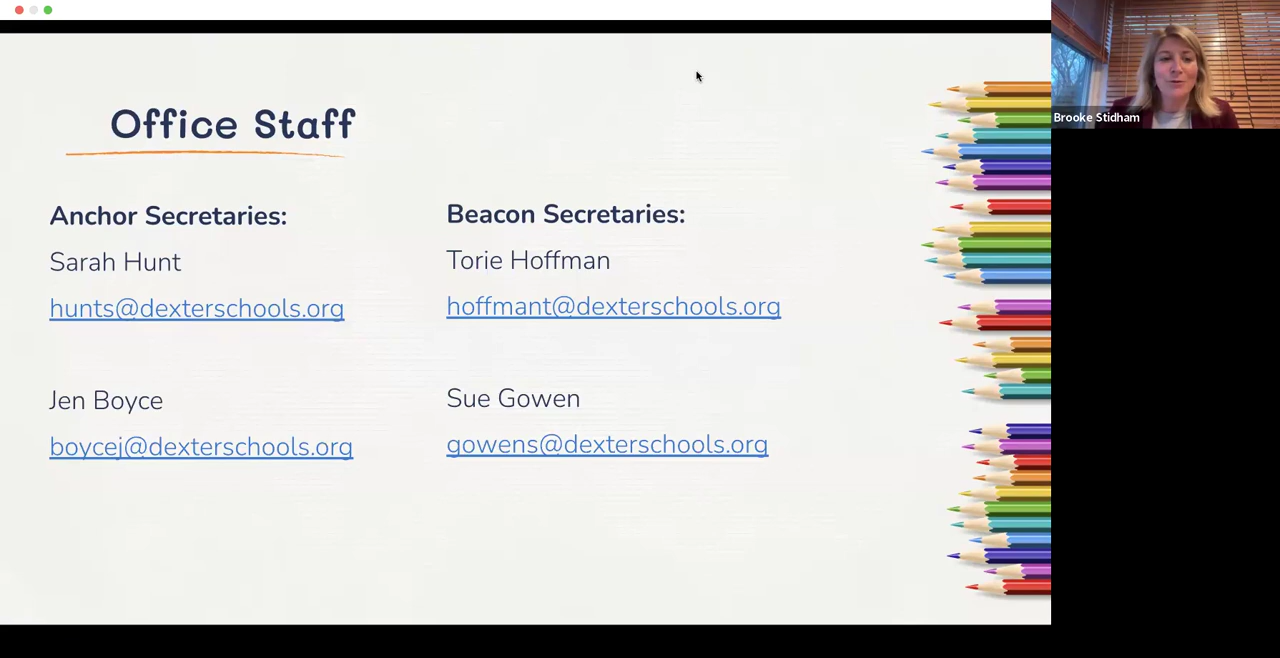 Office Staff
Anchor Secretaries:
Sarah Hunt
hunts@dexterschools.org
Jen Boyce
boycej@dexterschools.org
Beacon Secretaries:
Torie Hoffman
hoffmant@dexterschools.org
Sue Gowen
gowens@dexterschools.org
Brooke Stidham